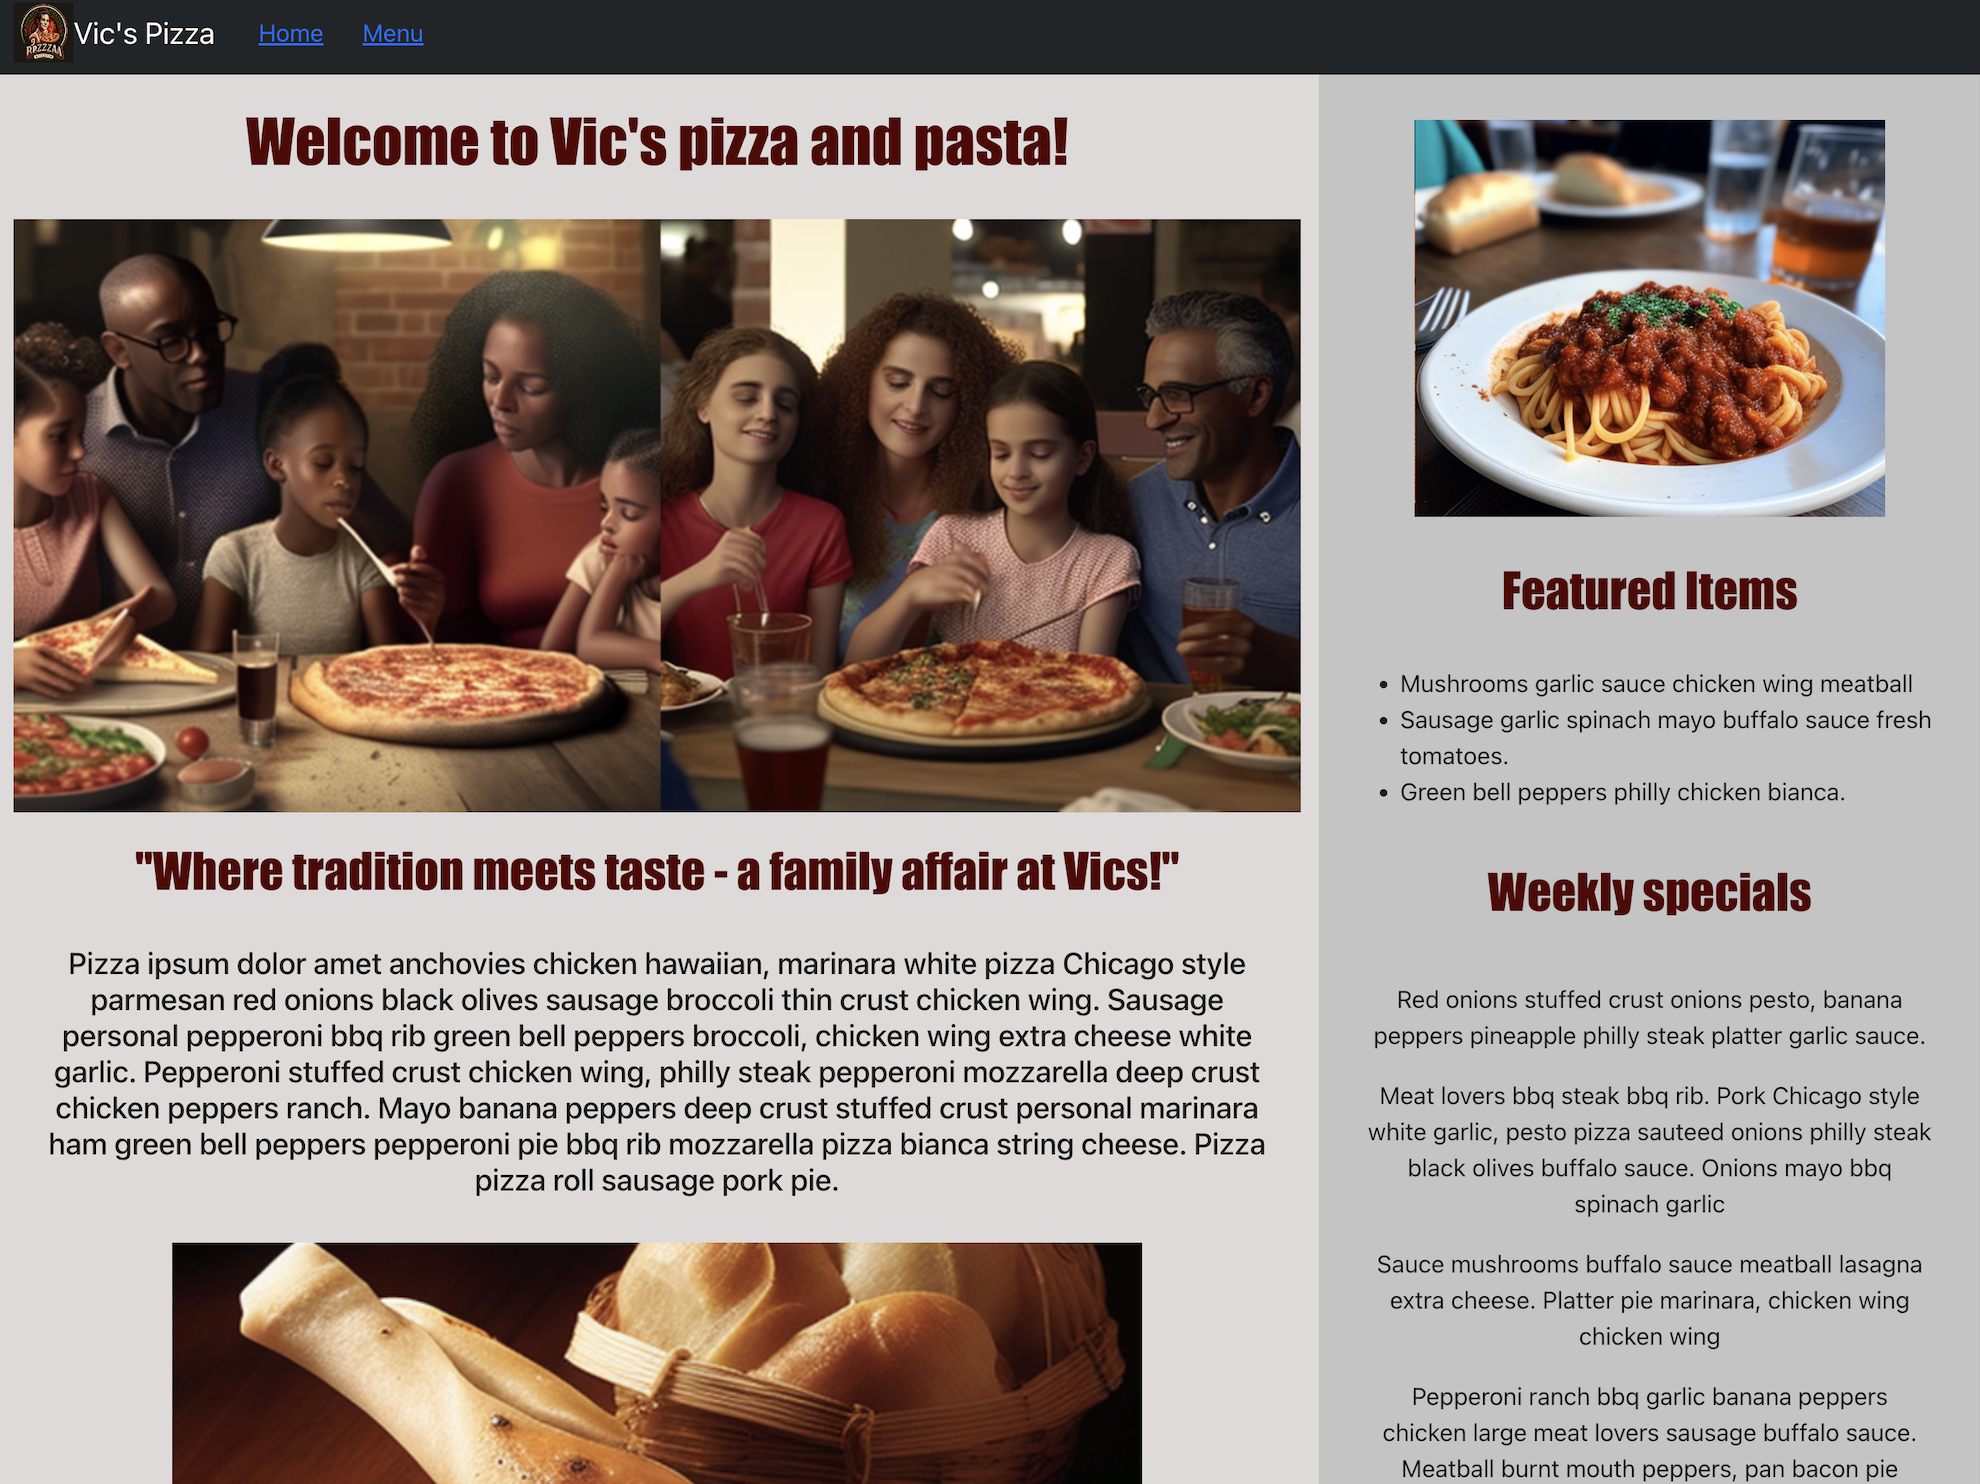 Vic's Pizza Home Menu
Welcome to Vic's pizza and pasta!
"Where tradition meets taste - a family affair at Vics!"
Pizza ipsum dolor amet anchovies chicken hawaiian, marinara white pizza Chicago style
parmesan red onions black olives sausage broccoli thin crust chicken wing. Sausage
personal pepperoni bbq rib green bell peppers broccoli, chicken wing extra cheese white
garlic. Pepperoni stuffed crust chicken wing, philly steak pepperoni mozzarella deep crust
chicken peppers ranch. Mayo banana peppers deep crust stuffed crust personal marinara
ham green bell peppers pepperoni pie bbq rib mozzarella pizza bianca string cheese. Pizza
pizza roll sausage pork pie.
Featured Items
Mushrooms garlic sauce chicken wing meatball
Sausage garlic spinach mayo buffalo sauce fresh
tomatoes.
Green bell peppers philly chicken bianca.
Weekly specials
Red onions stuffed crust onions pesto, banana
peppers pineapple philly steak platter garlic sauce.
Meat lovers bbq steak bbq rib. Pork Chicago style
white garlic, pesto pizza sauteed onions philly steak
black olives buffalo sauce. Onions mayo bbq
spinach garlic
Sauce mushrooms buffalo sauce meatball lasagna
extra cheese. Platter pie marinara, chicken wing
chicken wing
Pepperoni ranch bbq garlic banana peppers
chicken large meat lovers sausage buffalo sauce.
Meatball burnt mouth peppers, pan bacon pie